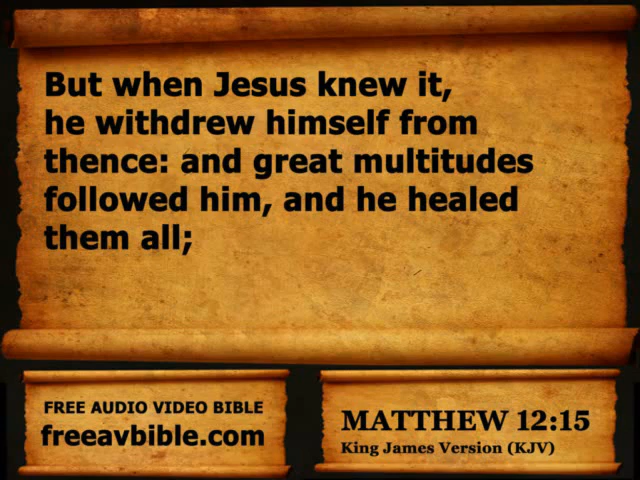 But when Jesus knew it,
he withdrew himself from
thence: and great multitudes
followed him, and he healed
them all;
FREE AUDIO VIDEO BIBLE
freeavbible.com
MATTHEW 12:15
King James Version (KJV)